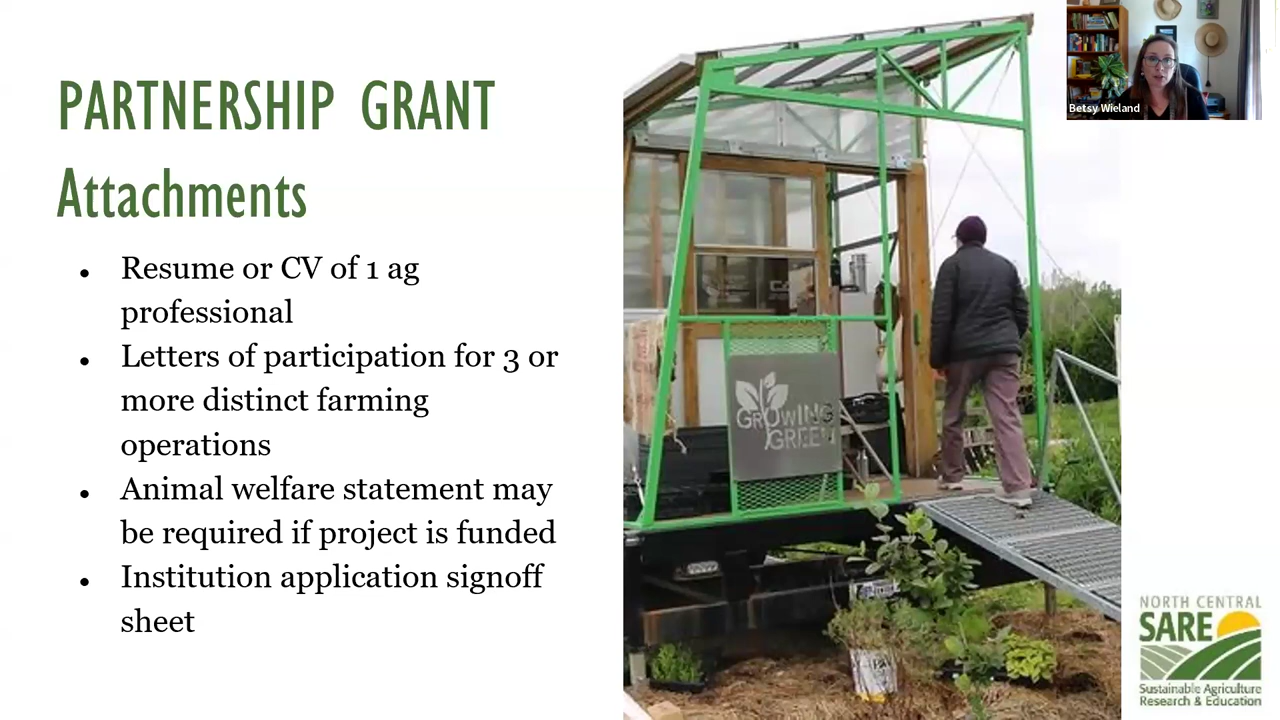 PARTNERSHIP GRANT
Attachments
• Resume or CV of 1 ag
professional
• Letters of participation for 3 or
more distinct farming
operations
• Animal welfare statement may
be required if project is funded
• Institution application signoff
sheet
Betsy Wieland
GROWING
GREEN
NORTH CENTRAL
SARE
Sustainable Agriculture
Research & Education